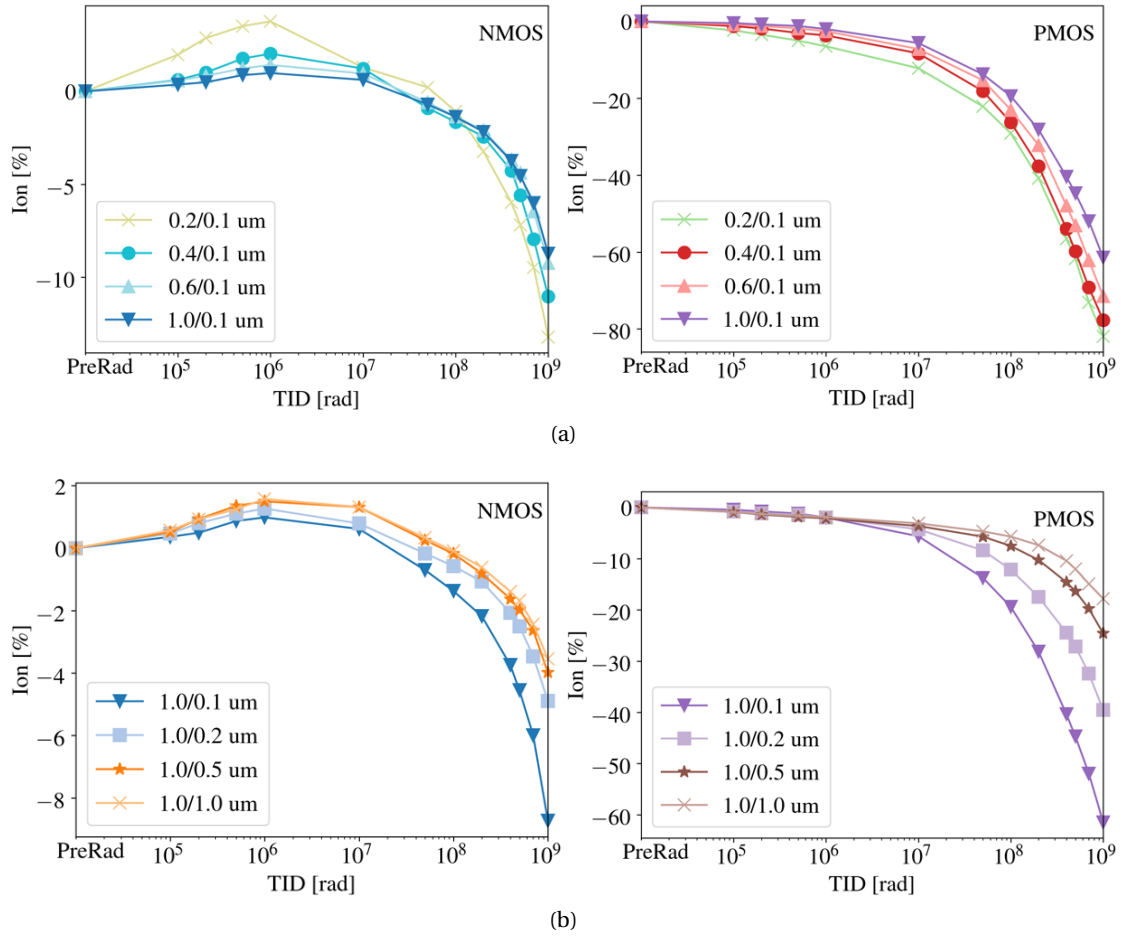 NMOS
0
−5
−10
Ion [%]
0.2/0.1 um
0.4/0.1 um
0.6/0.1 um
1.0/0.1 um
PreRad 10^5 10^6 10^7 10^8 10^9
TID [rad]
PMOS
0
−20
−40
−60
−80
Ion [%]
0.2/0.1 um
0.4/0.1 um
0.6/0.1 um
1.0/0.1 um
PreRad 10^5 10^6 10^7 10^8 10^9
TID [rad]
(a)
NMOS
2
0
−2
−4
−6
−8
Ion [%]
1.0/0.1 um
1.0/0.2 um
1.0/0.5 um
1.0/1.0 um
PreRad 10^5 10^6 10^7 10^8 10^9
TID [rad]
PMOS
0
−10
−20
−30
−40
−50
−60
Ion [%]
1.0/0.1 um
1.0/0.2 um
1.0/0.5 um
1.0/1.0 um
PreRad 10^5 10^6 10^7 10^8 10^9
TID [rad]
(b)